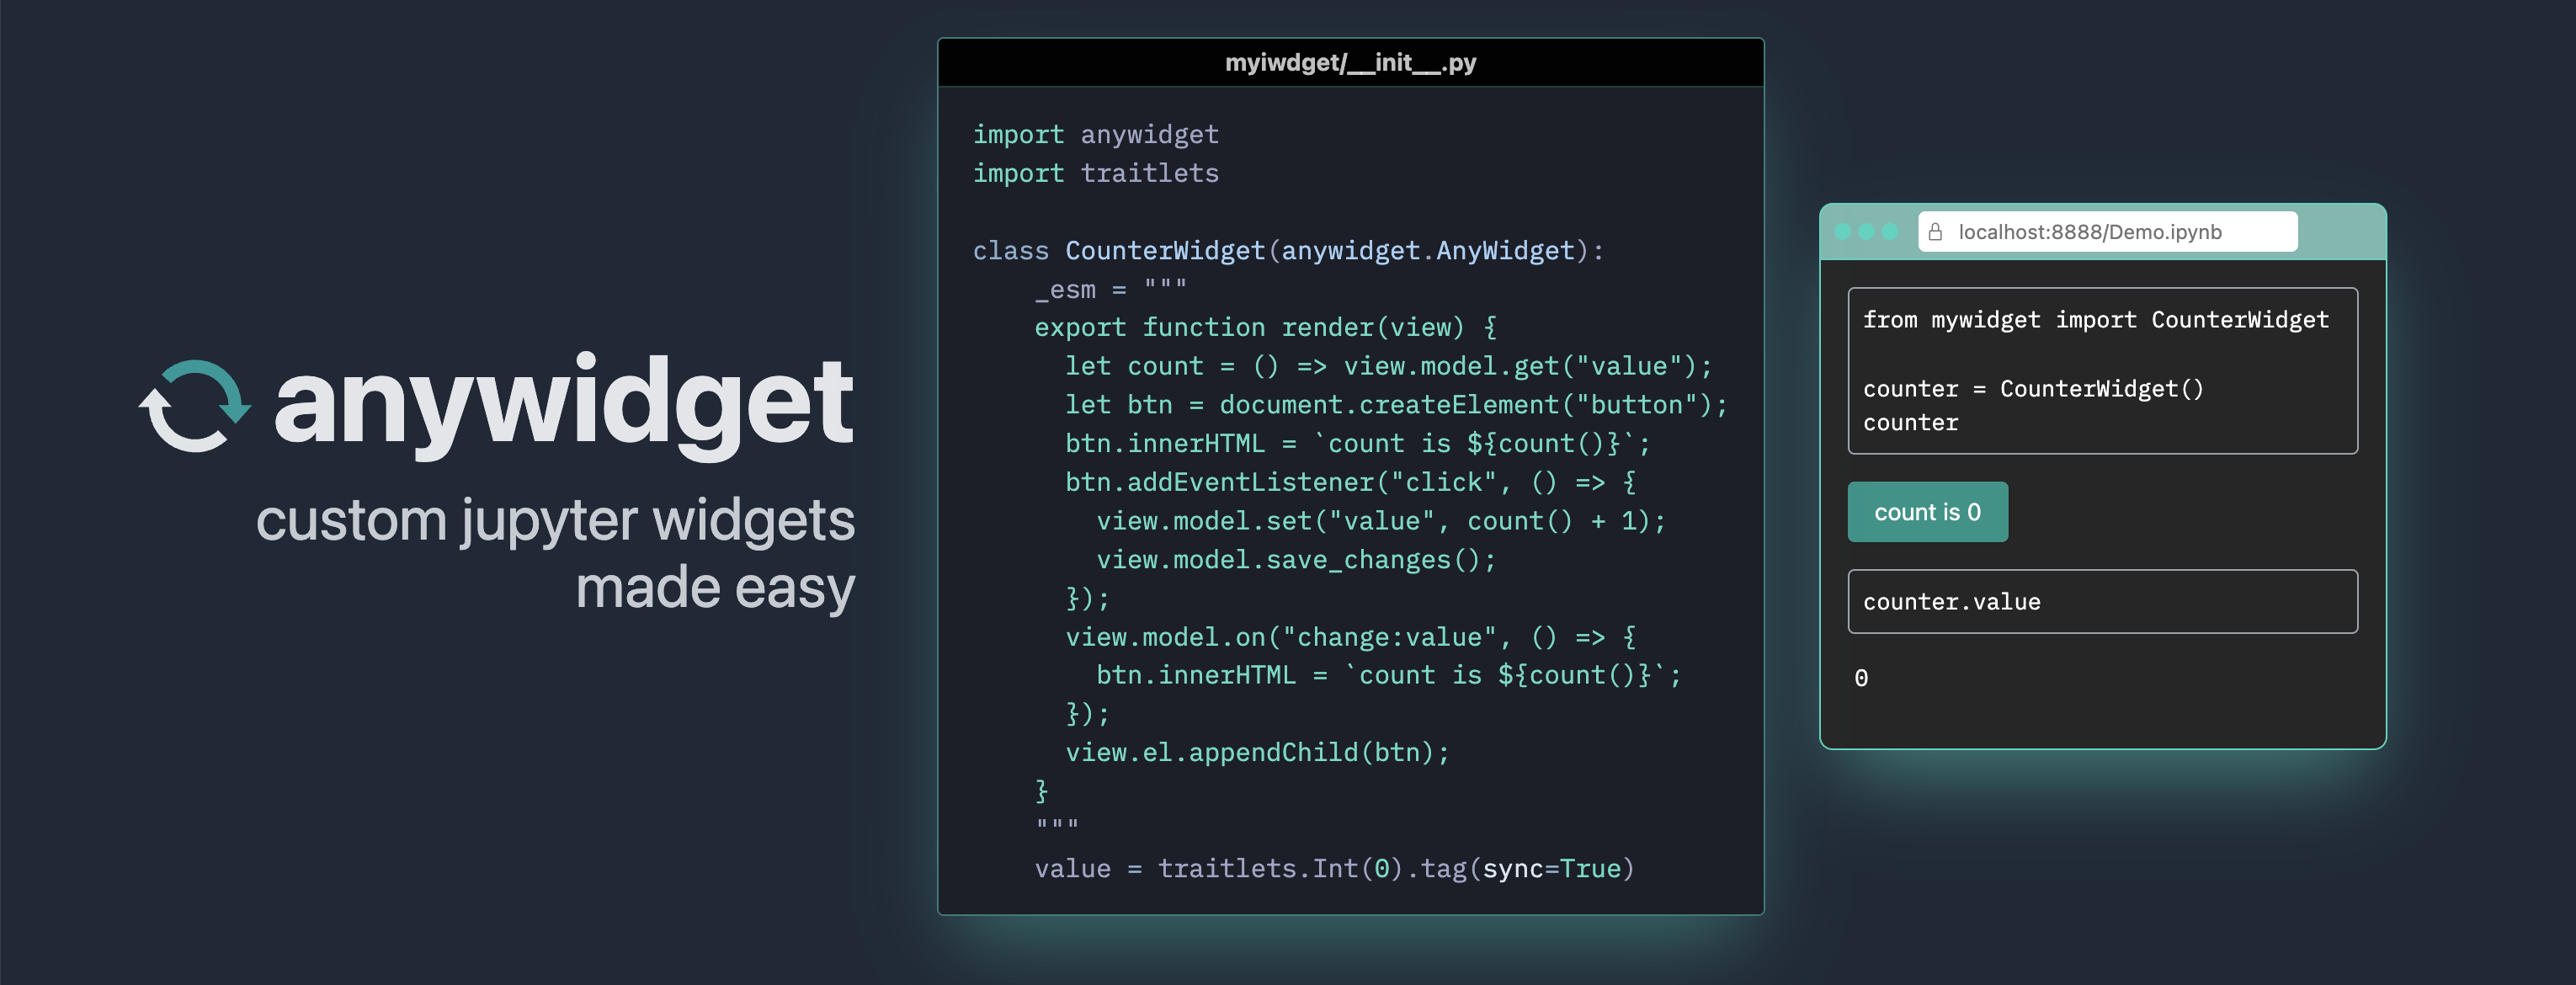 anywidget
custom jupyter widgets
made easy
myiwdget/__init__.py
import anywidget
import traitlets
class CounterWidget(anywidget.AnyWidget):
    _esm = """
    export function render(view) {
      let count = () => view.model.get("value");
      let btn = document.createElement("button");
      btn.innerHTML = `count is ${count()}`;
      btn.addEventListener("click", () => {
        view.model.set("value", count() + 1);
        view.model.save_changes();
      });
      view.model.on("change:value", () => {
        btn.innerHTML = `count is ${count()}`;
      });
      view.el.appendChild(btn);
    }
    """
    value = traitlets.Int(0).tag(sync=True)
localhost:8888/Demo.ipynb
from mywidget import CounterWidget
counter = CounterWidget()
counter
count is 0
counter.value
0